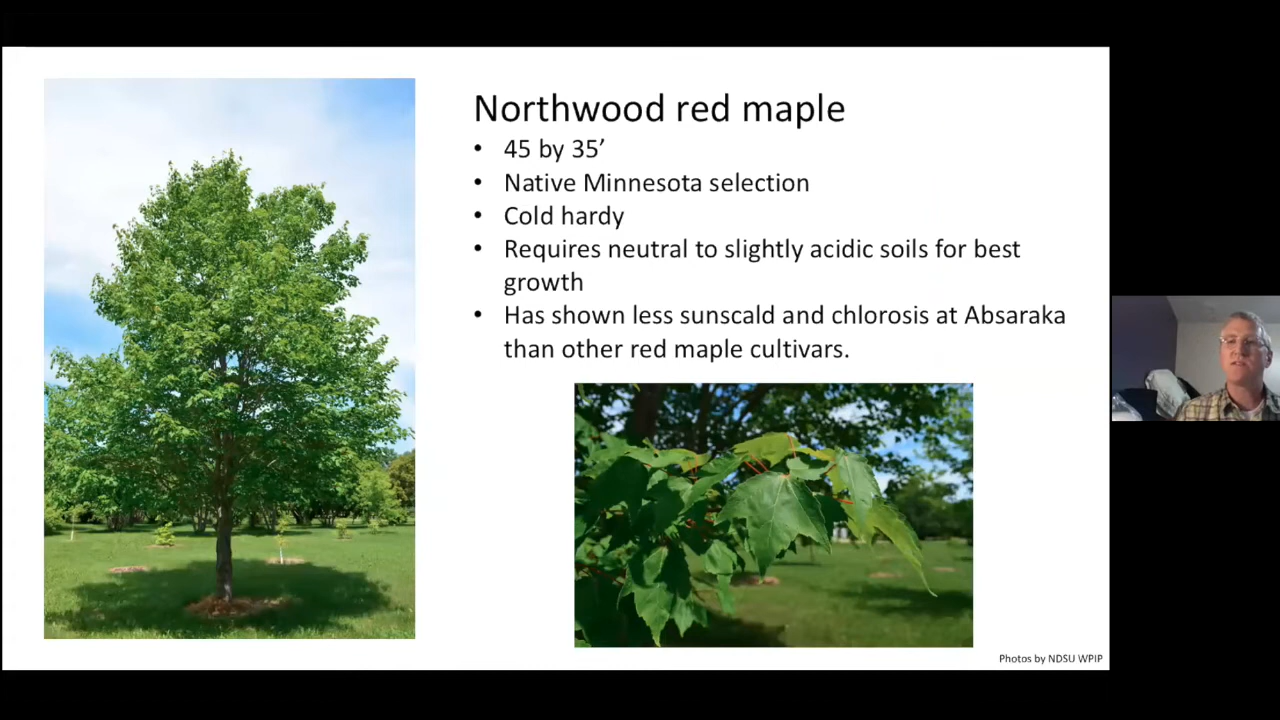 Northwood red maple
• 45 by 35’
• Native Minnesota selection
• Cold hardy
• Requires neutral to slightly acidic soils for best
growth
• Has shown less sunscald and chlorosis at Absaraka
than other red maple cultivars.
Photos by NDSU WPIP